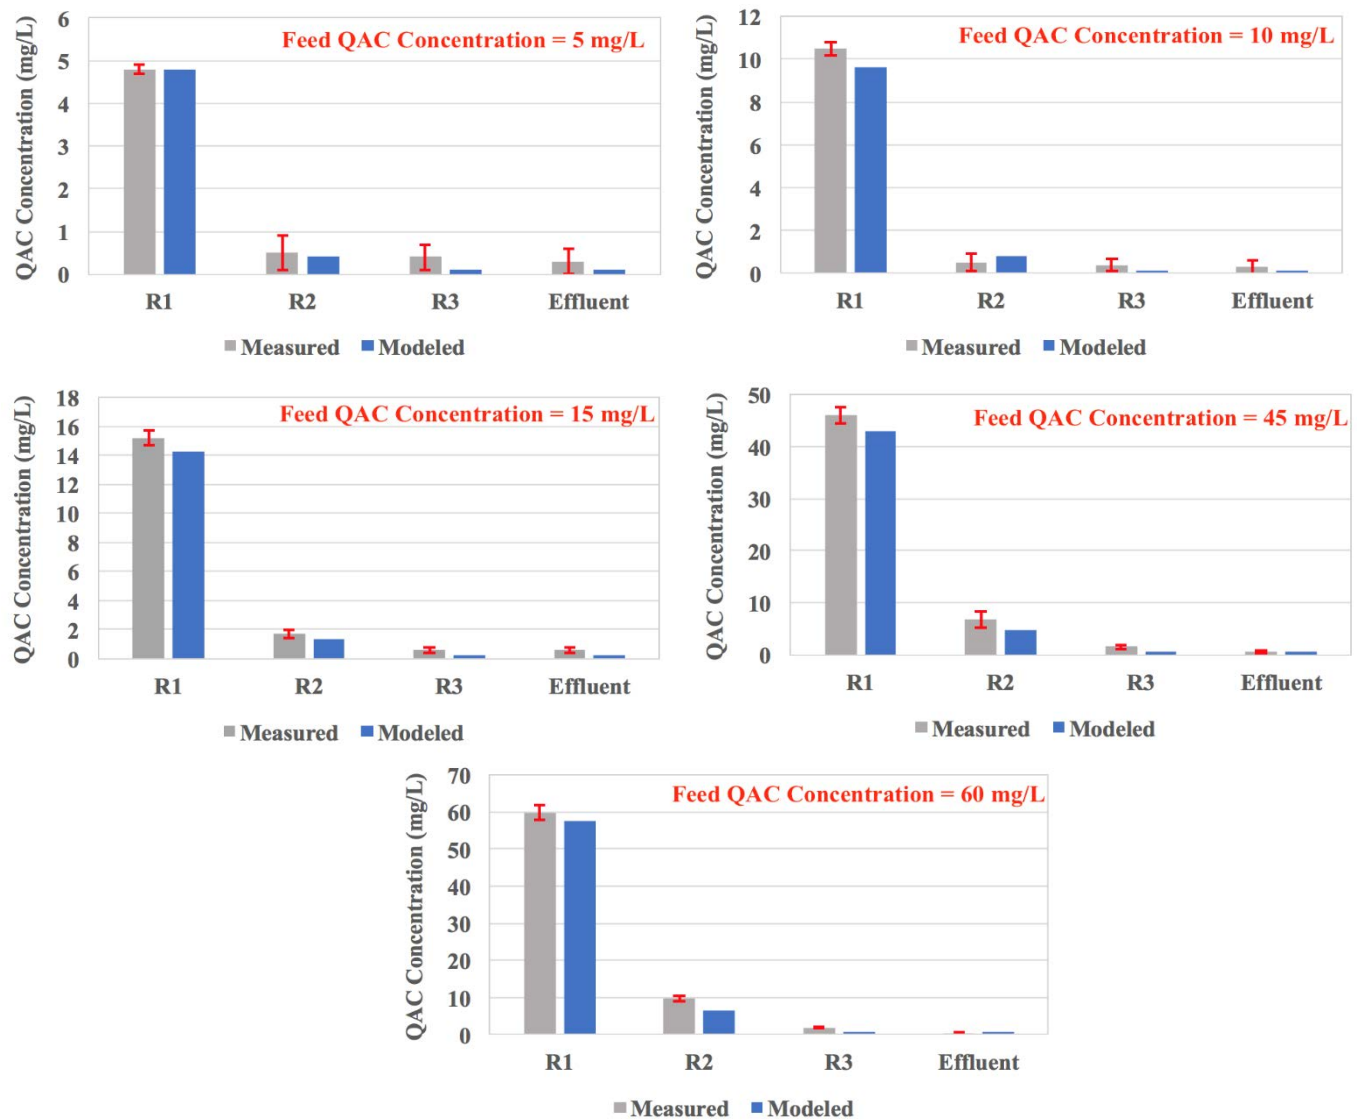 QAC Concentration (mg/L)
6
5
4
3
2
1
0
Feed QAC Concentration = 5 mg/L
R1 R2 R3 Effluent
Measured Modeled
QAC Concentration (mg/L)
12
10
8
6
4
2
0
Feed QAC Concentration = 10 mg/L
R1 R2 R3 Effluent
Measured Modeled
QAC Concentration (mg/L)
18
16
14
12
10
8
6
4
2
0
Feed QAC Concentration = 15 mg/L
R1 R2 R3 Effluent
Measured Modeled
QAC Concentration (mg/L)
50
40
30
20
10
0
Feed QAC Concentration = 45 mg/L
R1 R2 R3 Effluent
Measured Modeled
QAC Concentration (mg/L)
70
60
50
40
30
20
10
0
Feed QAC Concentration = 60 mg/L
R1 R2 R3 Effluent
Measured Modeled